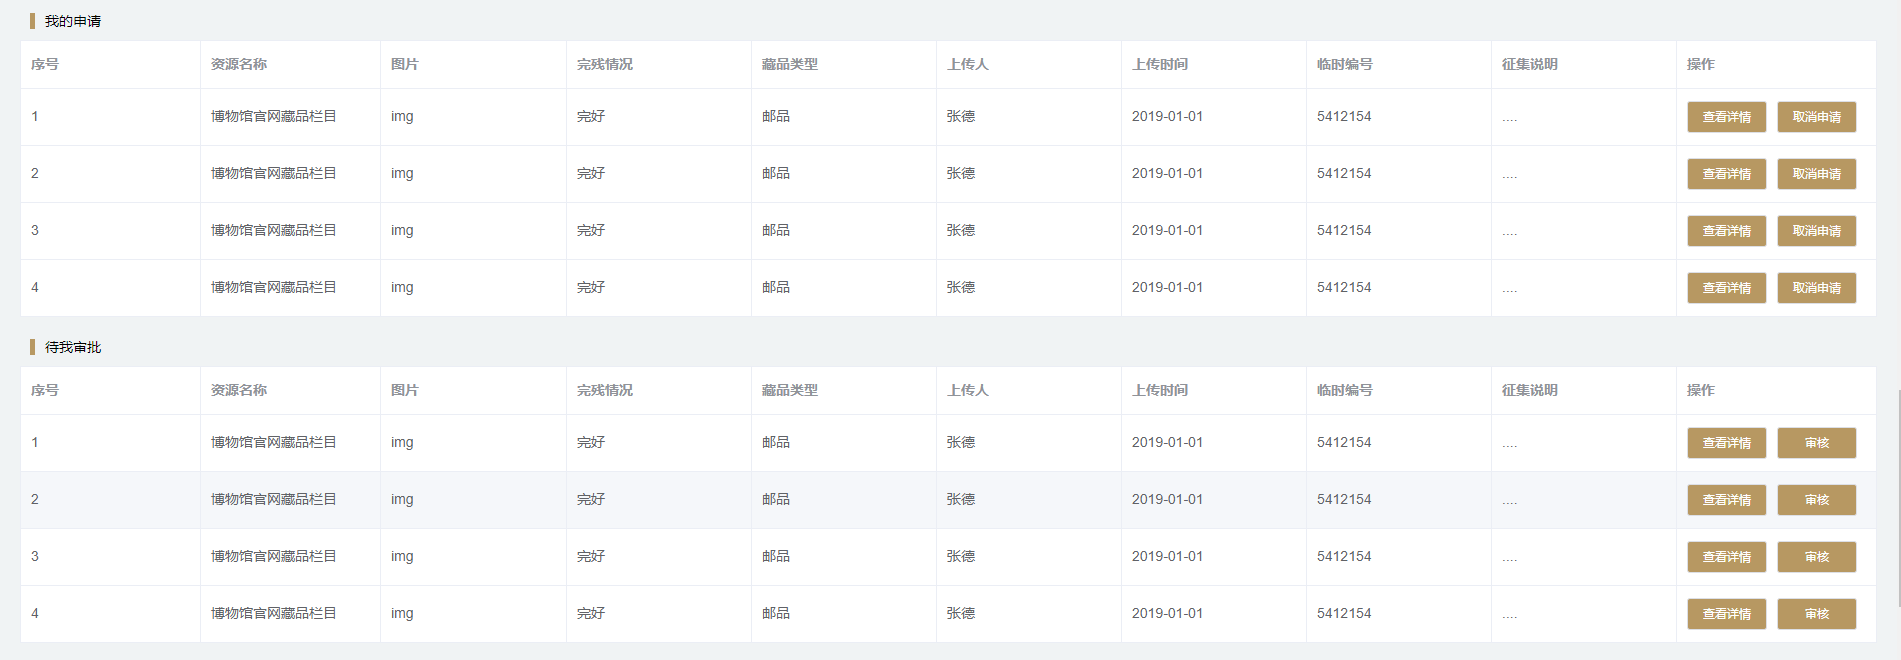 我的申请
序号 资源名称 图片 完残情况 藏品类型 上传人 上传时间 临时编号 征集说明 操作
1 博物馆官网藏品栏目 img 完好 邮品 张德 2019-01-01 5412154 .... 查看详情 取消申请
2 博物馆官网藏品栏目 img 完好 邮品 张德 2019-01-01 5412154 .... 查看详情 取消申请
3 博物馆官网藏品栏目 img 完好 邮品 张德 2019-01-01 5412154 .... 查看详情 取消申请
4 博物馆官网藏品栏目 img 完好 邮品 张德 2019-01-01 5412154 .... 查看详情 取消申请
待我审批
序号 资源名称 图片 完残情况 藏品类型 上传人 上传时间 临时编号 征集说明 操作
1 博物馆官网藏品栏目 img 完好 邮品 张德 2019-01-01 5412154 .... 查看详情 审核
2 博物馆官网藏品栏目 img 完好 邮品 张德 2019-01-01 5412154 .... 查看详情 审核
3 博物馆官网藏品栏目 img 完好 邮品 张德 2019-01-01 5412154 .... 查看详情 审核
4 博物馆官网藏品栏目 img 完好 邮品 张德 2019-01-01 5412154 .... 查看详情 审核